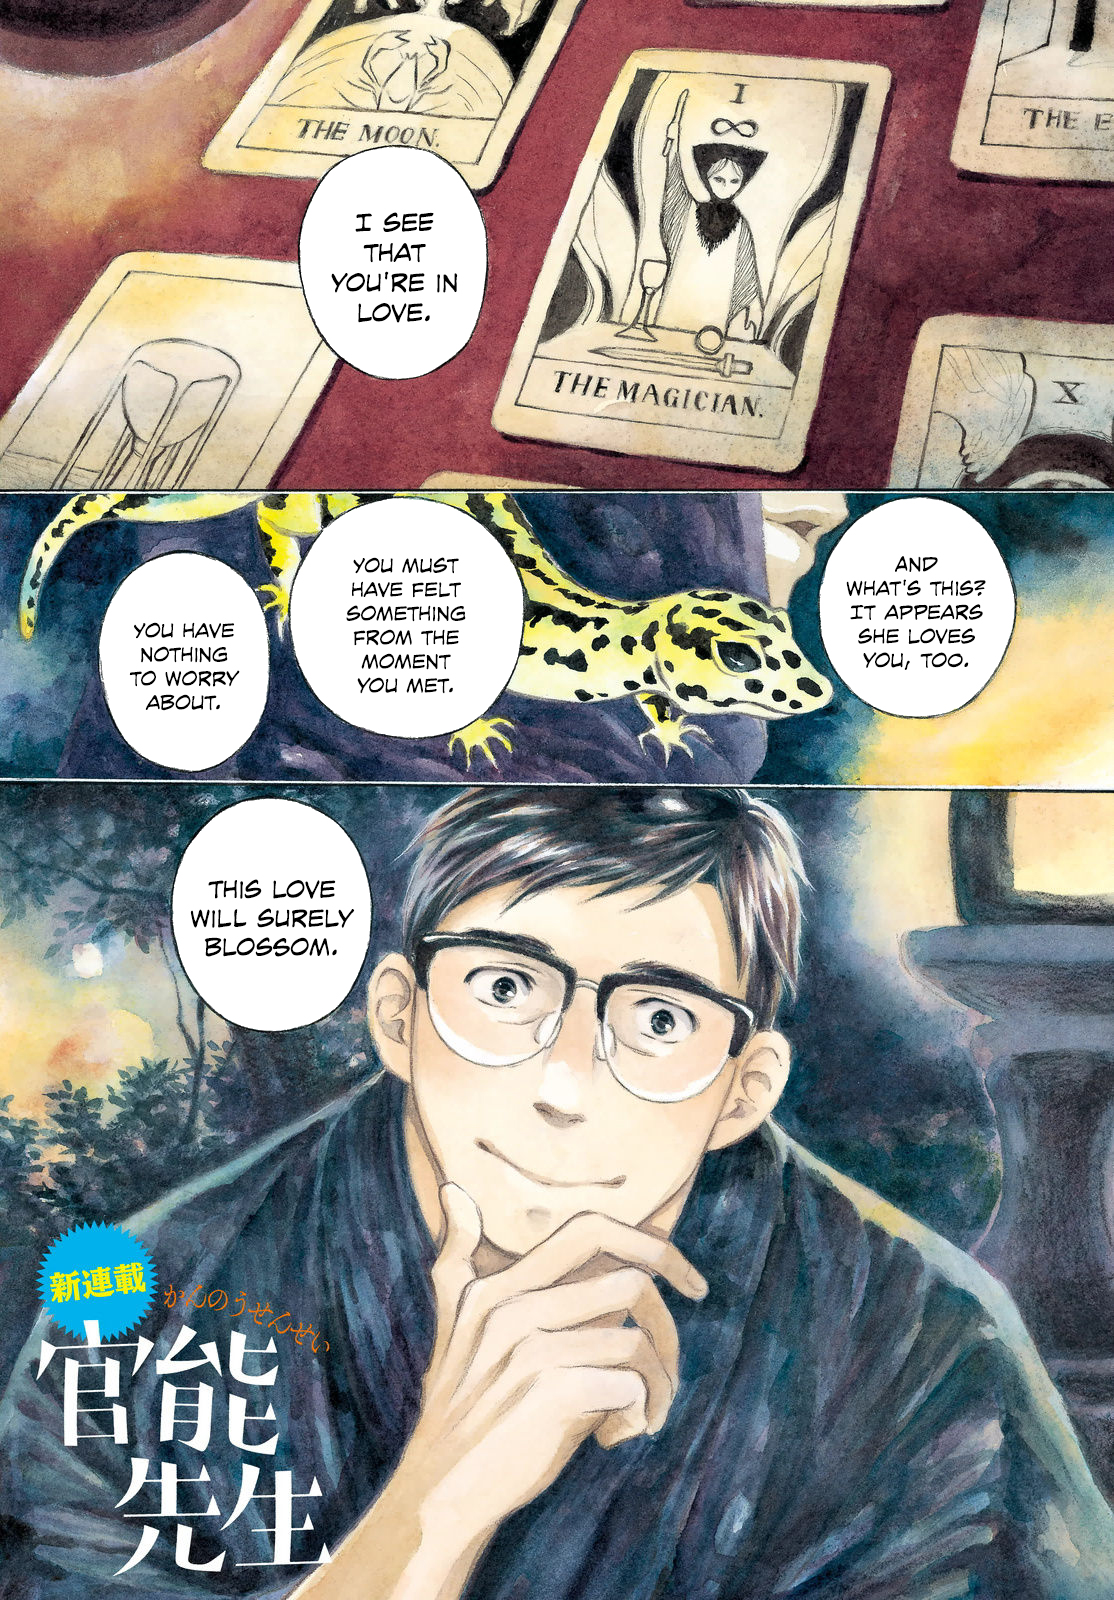 THE MOON.
I
THE MAGICIAN.
THE E
X
I SEE
THAT
YOU'RE IN
LOVE.
AND
WHAT'S THIS?
IT APPEARS
SHE LOVES
YOU, TOO.
YOU MUST
HAVE FELT
SOMETHING
FROM THE
MOMENT
YOU MET.
YOU HAVE
NOTHING
TO WORRY
ABOUT.
THIS LOVE
WILL SURELY
BLOSSOM.
新連載
かんのうせんせい
官能
先生